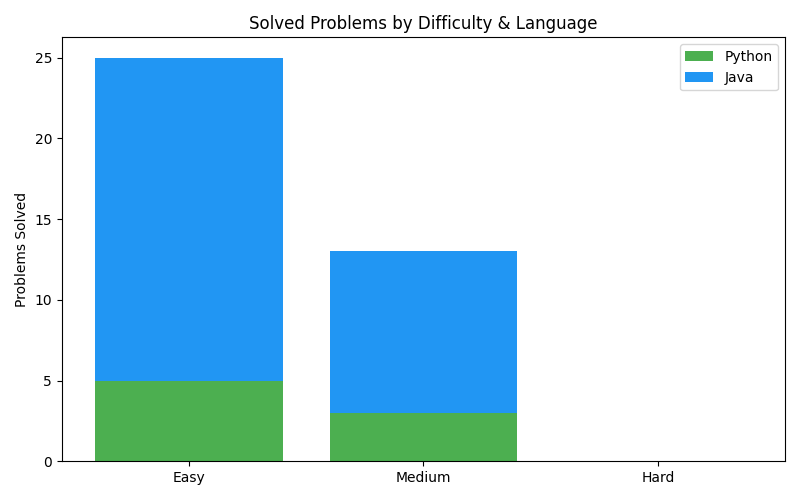 Solved Problems by Difficulty & Language
Python
Java
Problems Solved
25
20
15
10
5
0
Easy
Medium
Hard